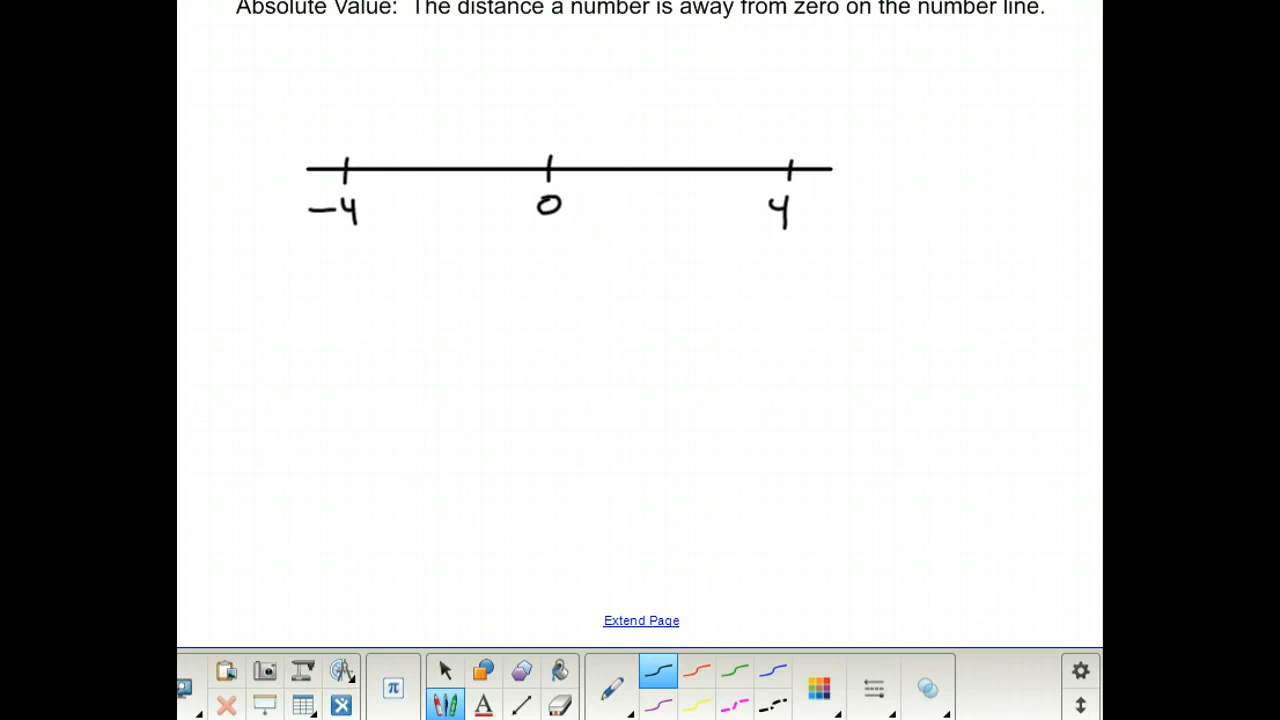 Absolute Value: The distance a number is away from zero on the number line.
-4 0 4
Extend Page
π A